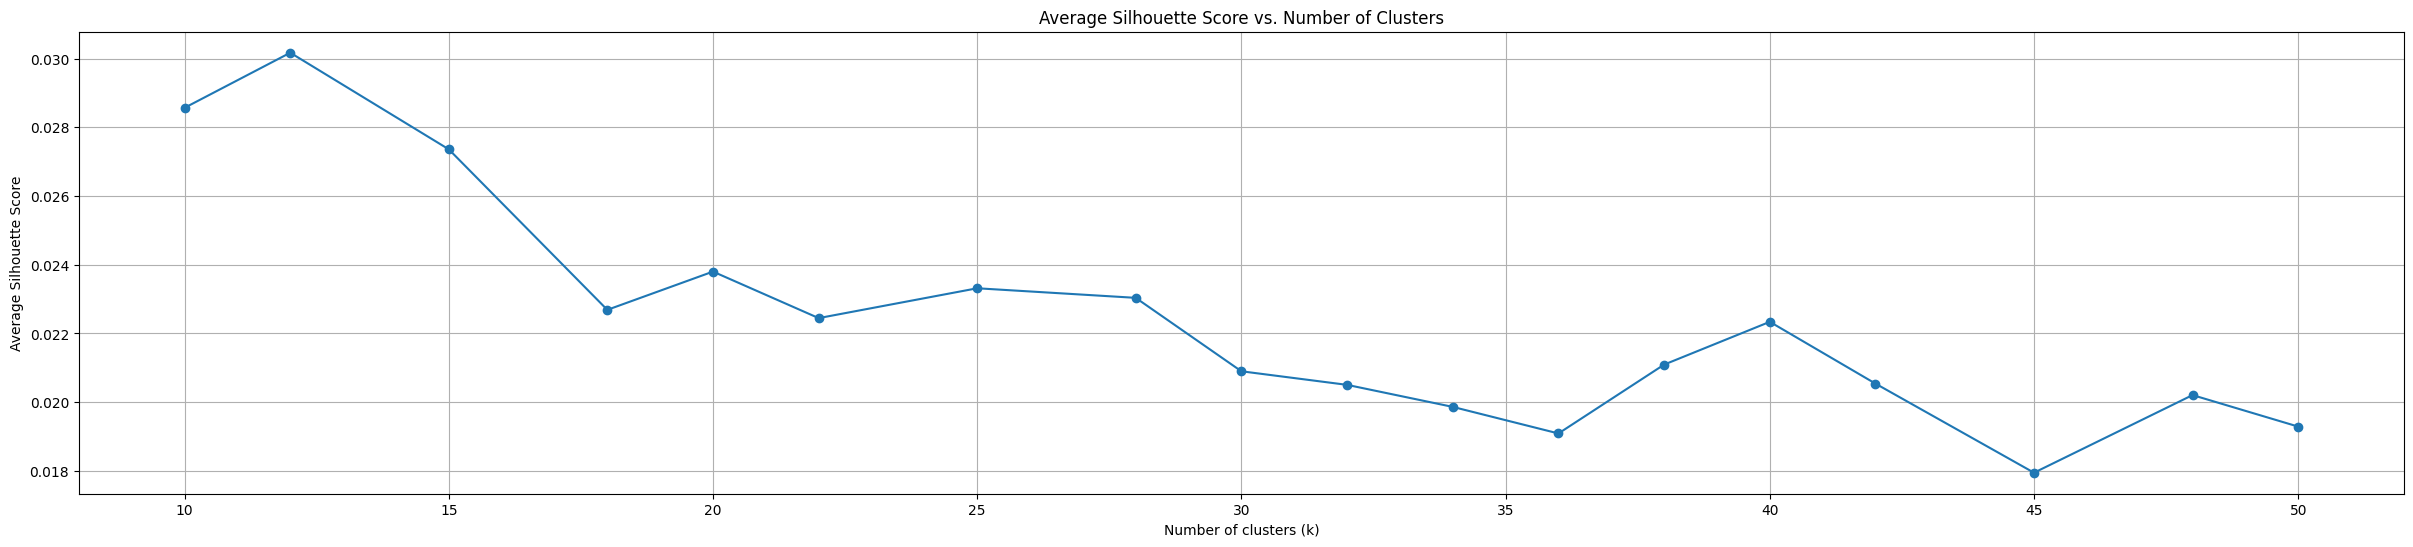 Average Silhouette Score vs. Number of Clusters
Average Silhouette Score
0.030
0.028
0.026
0.024
0.022
0.020
0.018
10 15 20 25 30 35 40 45 50
Number of clusters (k)